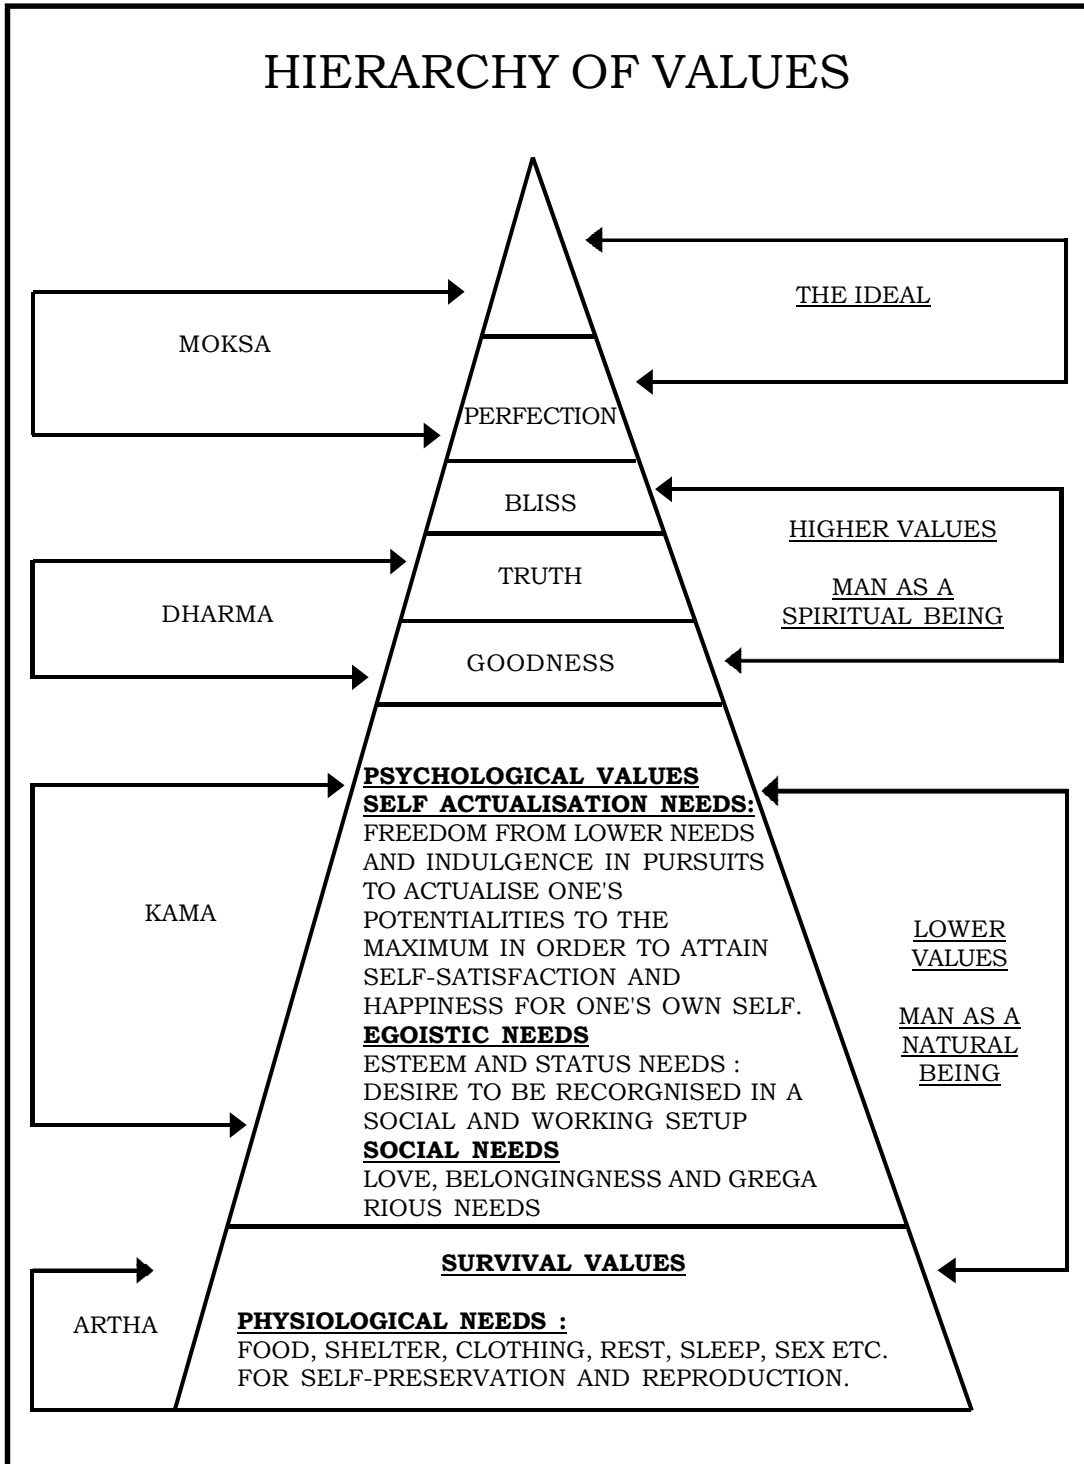 HIERARCHY OF VALUES
THE IDEAL
MOKSA
PERFECTION
BLISS
HIGHER VALUES
MAN AS A
SPIRITUAL BEING
TRUTH
DHARMA
GOODNESS
PSYCHOLOGICAL VALUES
SELF ACTUALISATION NEEDS:
FREEDOM FROM LOWER NEEDS
AND INDULGENCE IN PURSUITS
TO ACTUALISE ONE'S
POTENTIALITIES TO THE
MAXIMUM IN ORDER TO ATTAIN
SELF-SATISFACTION AND
HAPPINESS FOR ONE'S OWN SELF.
EGOISTIC NEEDS
ESTEEM AND STATUS NEEDS :
DESIRE TO BE RECORGNISED IN A
SOCIAL AND WORKING SETUP
SOCIAL NEEDS
LOVE, BELONGINGNESS AND GREGA
RIOUS NEEDS
KAMA
LOWER
VALUES
MAN AS A
NATURAL
BEING
SURVIVAL VALUES
ARTHA
PHYSIOLOGICAL NEEDS :
FOOD, SHELTER, CLOTHING, REST, SLEEP, SEX ETC.
FOR SELF-PRESERVATION AND REPRODUCTION.